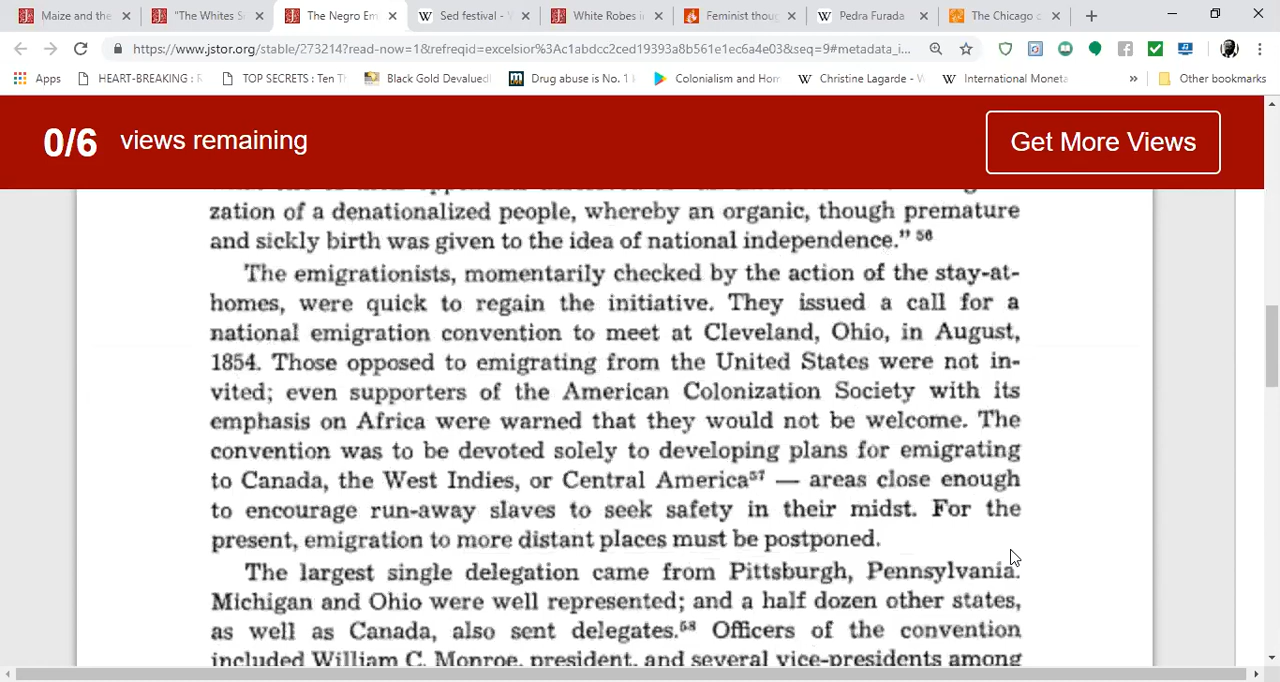 Maize and the
"The Whites S
The Negro Em
Sed festival -
White Robes i
Feminist thou
Pedra Furada
The Chicago o
https://www.jstor.org/stable/273214?read-now=1&refreqid=excelsior%3Ac1abdcc2ced19393a8b561e1ec6a4e03&seq=9#metadata_i...
Apps
HEART-BREAKING : R
TOP SECRETS : Ten Th
Black Gold Devalued
Drug abuse is No. 1
Colonialism and Hom
Christine Lagarde - W
International Moneta
»
Other bookmarks
0/6 views remaining
Get More Views
zation of a denationalized people, whereby an organic, though premature
and sickly birth was given to the idea of national independence." 56
The emigrationists, momentarily checked by the action of the stay-at-
homes, were quick to regain the initiative. They issued a call for a
national emigration convention to meet at Cleveland, Ohio, in August,
1854. Those opposed to emigrating from the United States were not in-
vited; even supporters of the American Colonization Society with its
emphasis on Africa were warned that they would not be welcome. The
convention was to be devoted solely to developing plans for emigrating
to Canada, the West Indies, or Central America57 — areas close enough
to encourage run-away slaves to seek safety in their midst. For the
present, emigration to more distant places must be postponed.
The largest single delegation came from Pittsburgh, Pennsylvania.
Michigan and Ohio were well represented; and a half dozen other states,
as well as Canada, also sent delegates.58 Officers of the convention
included William C. Monroe, president, and several vice-presidents among